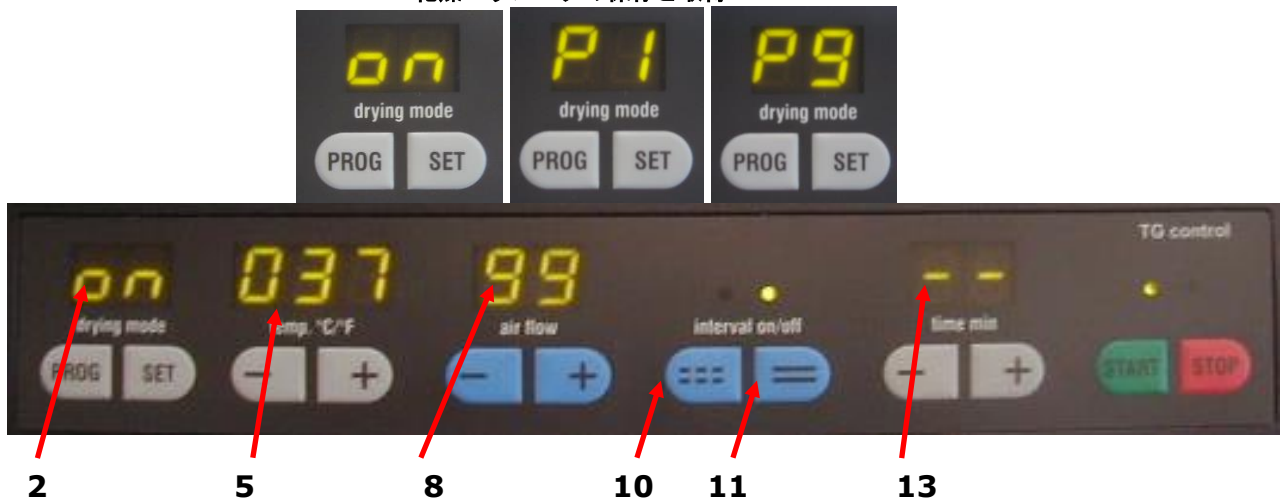 on P1 P9
drying mode drying mode drying mode
PROG SET PROG SET PROG SET
TG control
on 037 99 --
drying mode temp. °C/°F air flow interval on/off time min
PROG SET - + - + - + START STOP
2 5 8 10 11 13